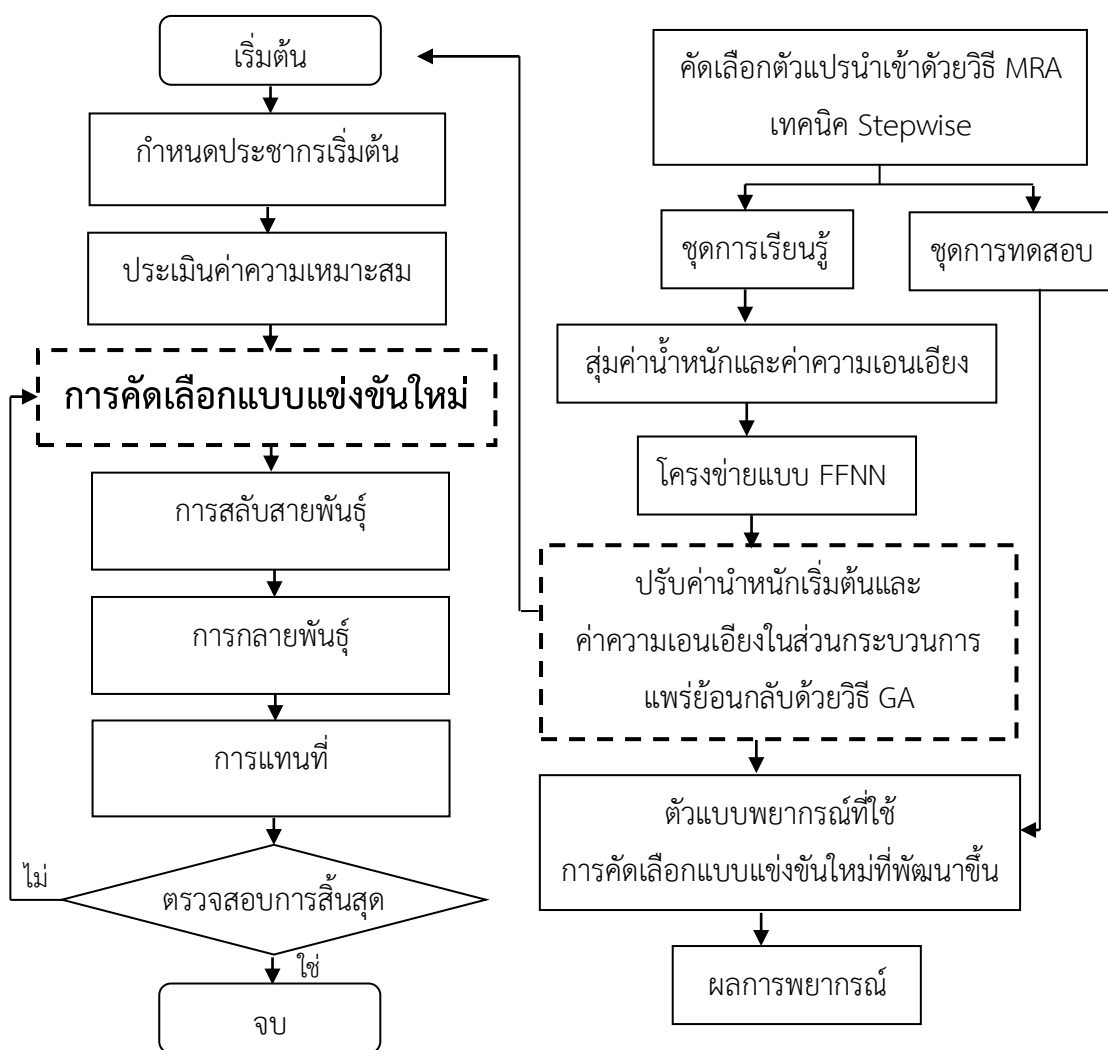 เริ่มต้น
กำหนดประชากรเริ่มต้น
ประเมินค่าความเหมาะสม
การคัดเลือกแบบแข่งขันใหม่
การสลับสายพันธุ์
การกลายพันธุ์
การแทนที่
ไม่
ตรวจสอบการสิ้นสุด
ใช่
จบ
คัดเลือกตัวแปรนำเข้าด้วยวิธี MRA
เทคนิค Stepwise
ชุดการเรียนรู้
ชุดการทดสอบ
สุ่มค่าน้ำหนักและค่าความเอนเอียง
โครงข่ายแบบ FFNN
ปรับค่านำหนักเริ่มต้นและ
ค่าความเอนเอียงในส่วนกระบวนการ
แพร่ย้อนกลับด้วยวิธี GA
ตัวแบบพยากรณ์ที่ใช้
การคัดเลือกแบบแข่งขันใหม่ที่พัฒนาขึ้น
ผลการพยากรณ์